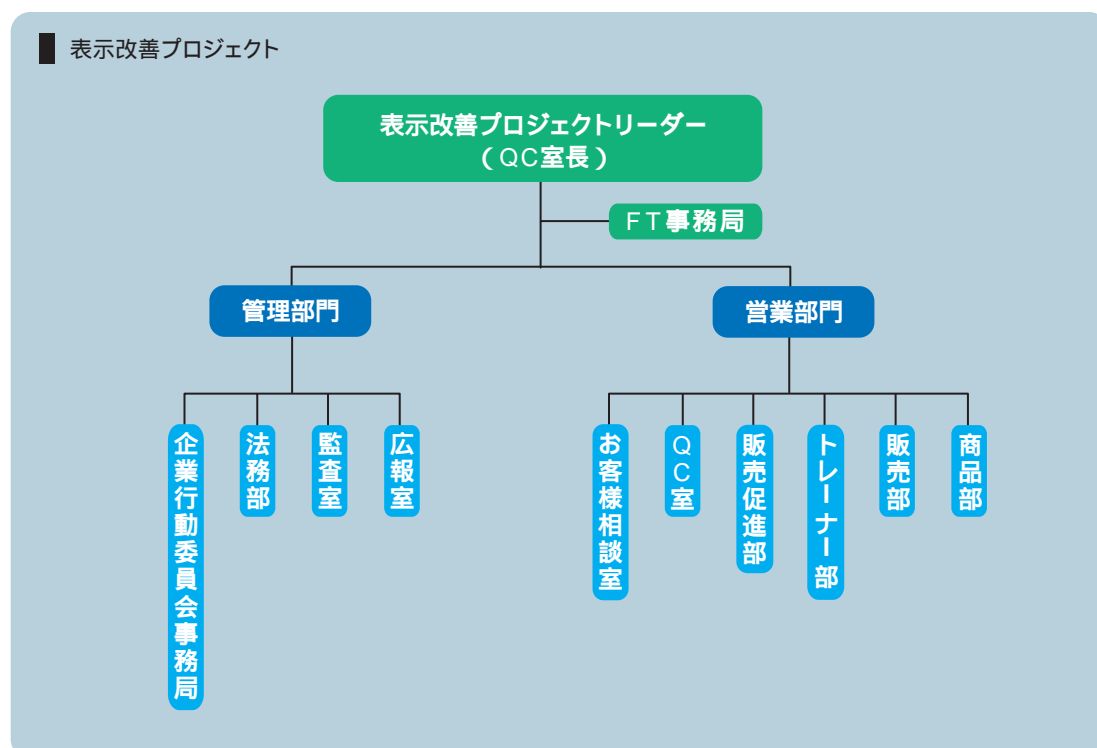 表示改善プロジェクト
表示改善プロジェクトリーダー
（QC室長）
FT事務局
管理部門
営業部門
企業行動委員会事務局
法務部
監査室
広報室
お客様相談室
QC室
販売促進部
トレーナー部
販売部
商品部